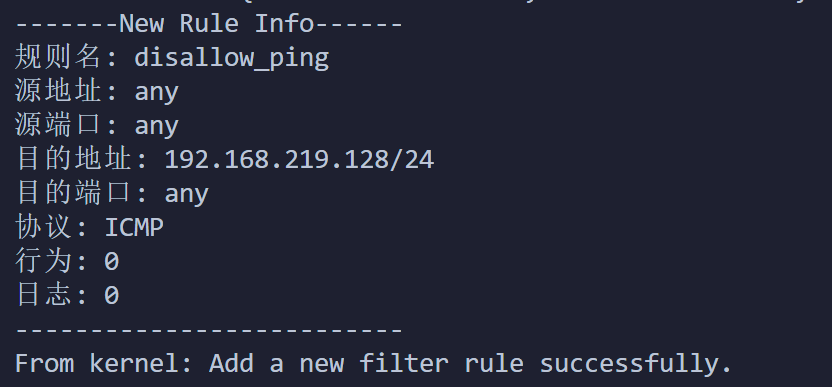 -------New Rule Info------
规则名: disallow_ping
源地址: any
源端口: any
目的地址: 192.168.219.128/24
目的端口: any
协议: ICMP
行为: 0
日志: 0
--------------------------
From kernel: Add a new filter rule successfully.